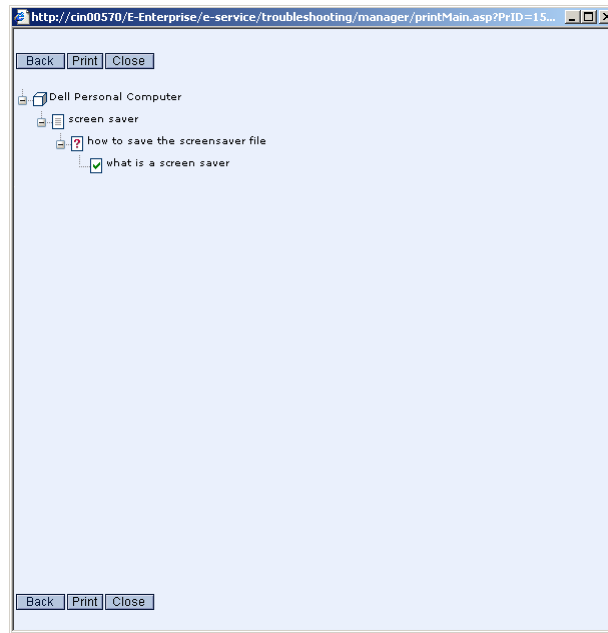 http://cin00570/E-Enterprise/e-service/troubleshooting/manager/printMain.asp?PrID=15...
Back Print Close
Dell Personal Computer
screen saver
how to save the screensaver file
what is a screen saver
Back Print Close